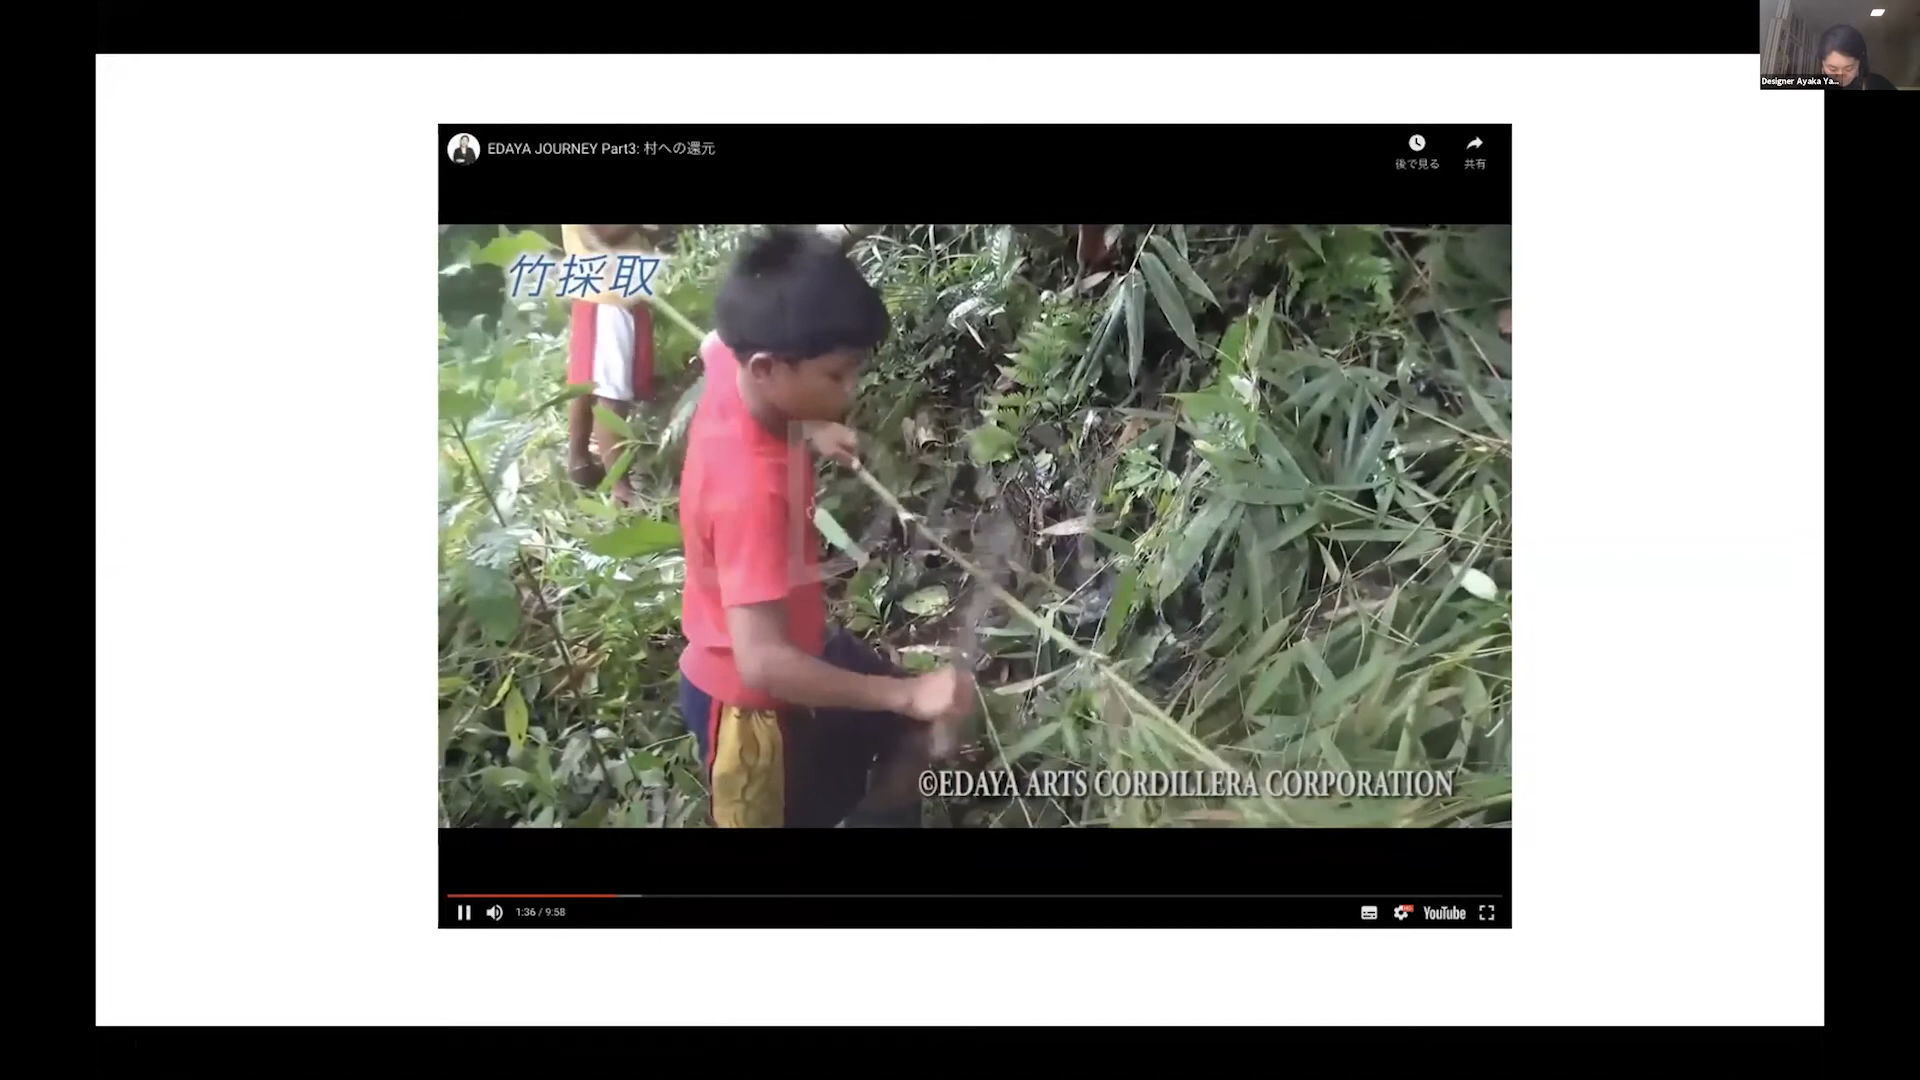 Designer Ayaka Ya...
EDAYA JOURNEY Part3: 村への還元
後で見る
共有
竹採取
©EDAYA ARTS CORDILLERA CORPORATION
1:36 / 9:58
YouTube